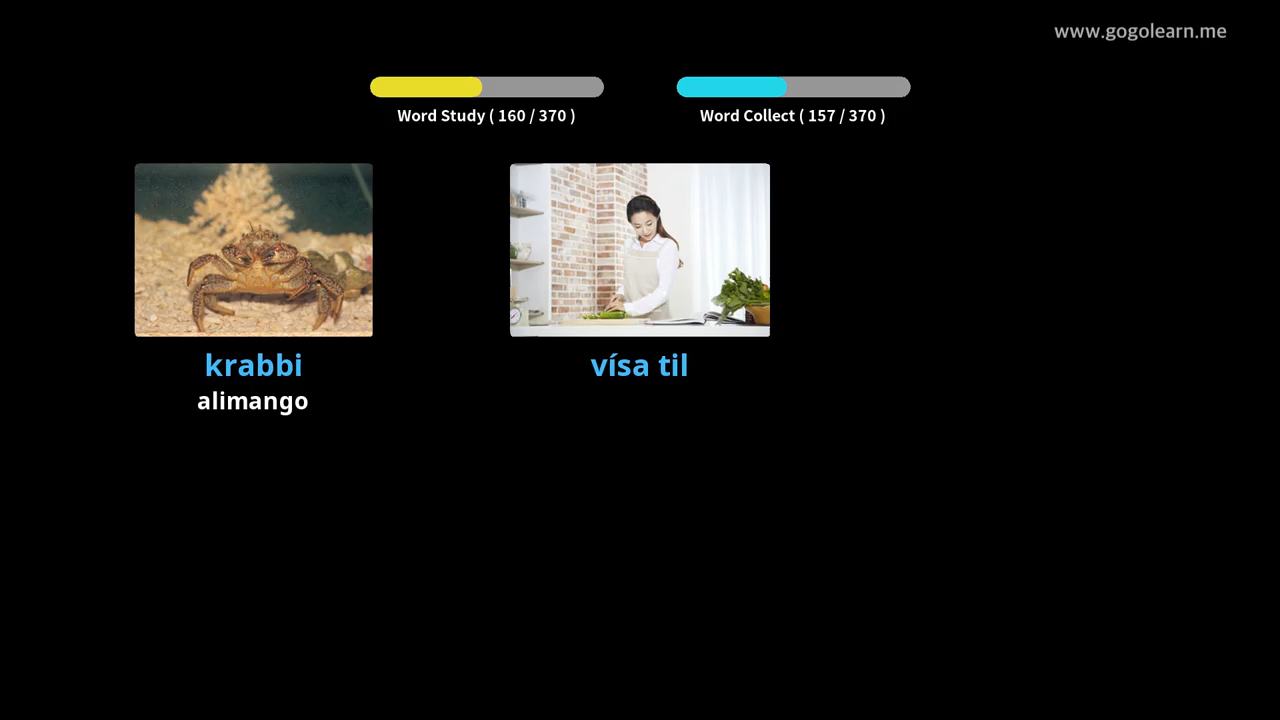 www.gogolearn.me
Word Study ( 160 / 370 )
Word Collect ( 157 / 370 )
krabbi
alimango
vísa til